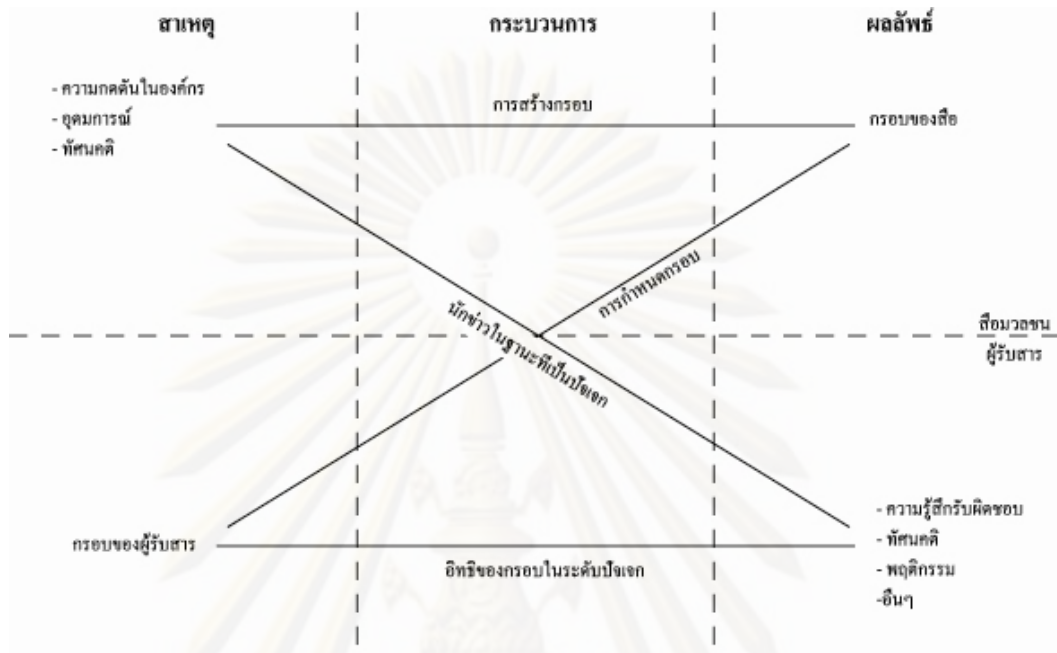 สาเหตุ
กระบวนการ
ผลลัพธ์
- ความกดดันในองค์กร
- อุดมการณ์
- ทัศนคติ
การสร้างกรอบ
กรอบของสื่อ
การกำหนดกรอบ
นักข่าวในฐานะที่เป็นปัจเจก
สื่อมวลชน
ผู้รับสาร
กรอบของผู้รับสาร
อิทธิของกรอบในระดับปัจเจก
- ความรู้สึกรับผิดชอบ
- ทัศนคติ
- พฤติกรรม
-อื่นๆ